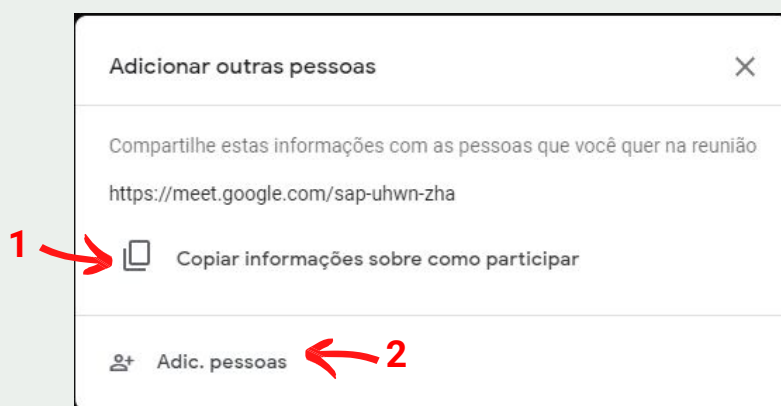 Adicionar outras pessoas
Compartilhe estas informações com as pessoas que você quer na reunião
https://meet.google.com/sap-uhwn-zha
1
Copiar informações sobre como participar
Adic. pessoas
2